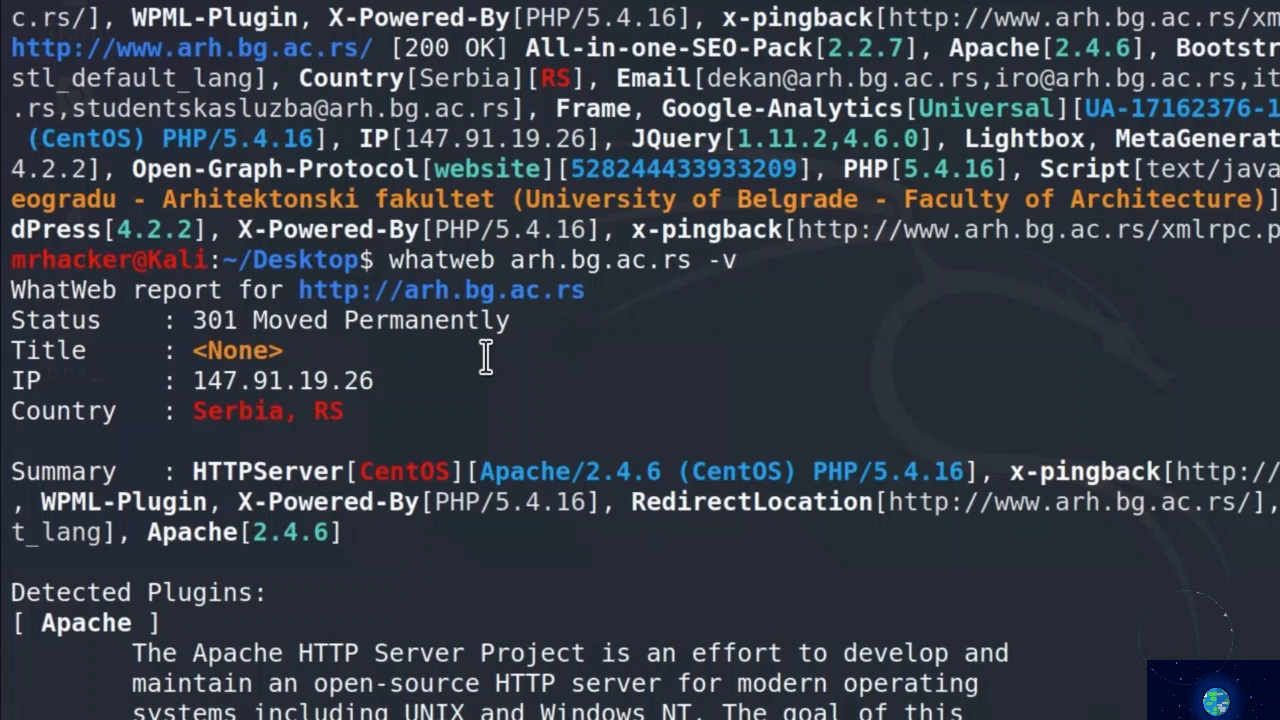 c.rs/], WPML-Plugin, X-Powered-By[PHP/5.4.16], x-pingback[http://www.arh.bg.ac.rs/xm
http://www.arh.bg.ac.rs/ [200 OK] All-in-one-SEO-Pack[2.2.7], Apache[2.4.6], Bootstr
stl_default_lang], Country[Serbia][RS], Email[dekan@arh.bg.ac.rs,iro@arh.bg.ac.rs,it
.rs,studentskasluzba@arh.bg.ac.rs], Frame, Google-Analytics[Universal][UA-17162376-1
(CentOS) PHP/5.4.16], IP[147.91.19.26], JQuery[1.11.2,4.6.0], Lightbox, MetaGenerat
4.2.2], Open-Graph-Protocol[website][528244433933209], PHP[5.4.16], Script[text/java
eogradu - Arhitektonski fakultet (University of Belgrade - Faculty of Architecture)]
dPress[4.2.2], X-Powered-By[PHP/5.4.16], x-pingback[http://www.arh.bg.ac.rs/xmlrpc.p
mrhacker@Kali:~/Desktop$ whatweb arh.bg.ac.rs -v
WhatWeb report for http://arh.bg.ac.rs
Status : 301 Moved Permanently
Title : <None>
IP : 147.91.19.26
Country : Serbia, RS
Summary : HTTPServer[CentOS][Apache/2.4.6 (CentOS) PHP/5.4.16], x-pingback[http://
, WPML-Plugin, X-Powered-By[PHP/5.4.16], RedirectLocation[http://www.arh.bg.ac.rs/],
t_lang], Apache[2.4.6]
Detected Plugins:
[ Apache ]
The Apache HTTP Server Project is an effort to develop and
maintain an open-source HTTP server for modern operating
systems including UNIX and Windows NT. The goal of this